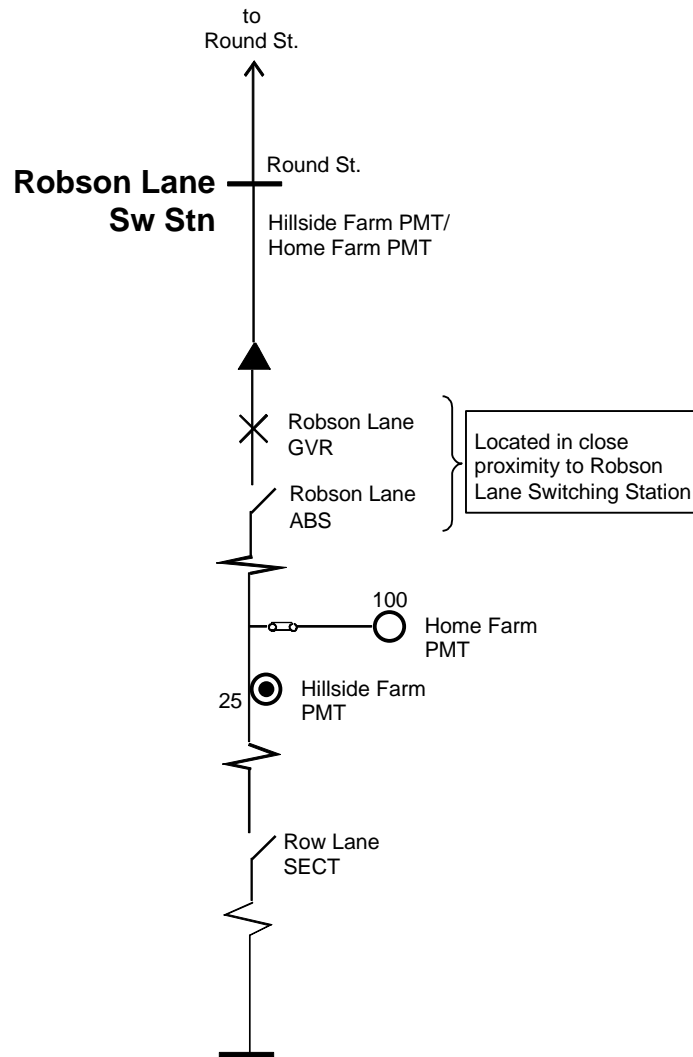 to
Round St.
Round St.
Robson Lane
Sw Stn
Hillside Farm PMT/
Home Farm PMT
Robson Lane
GVR
Robson Lane
ABS
Located in close
proximity to Robson
Lane Switching Station
100
Home Farm
PMT
25
Hillside Farm
PMT
Row Lane
SECT